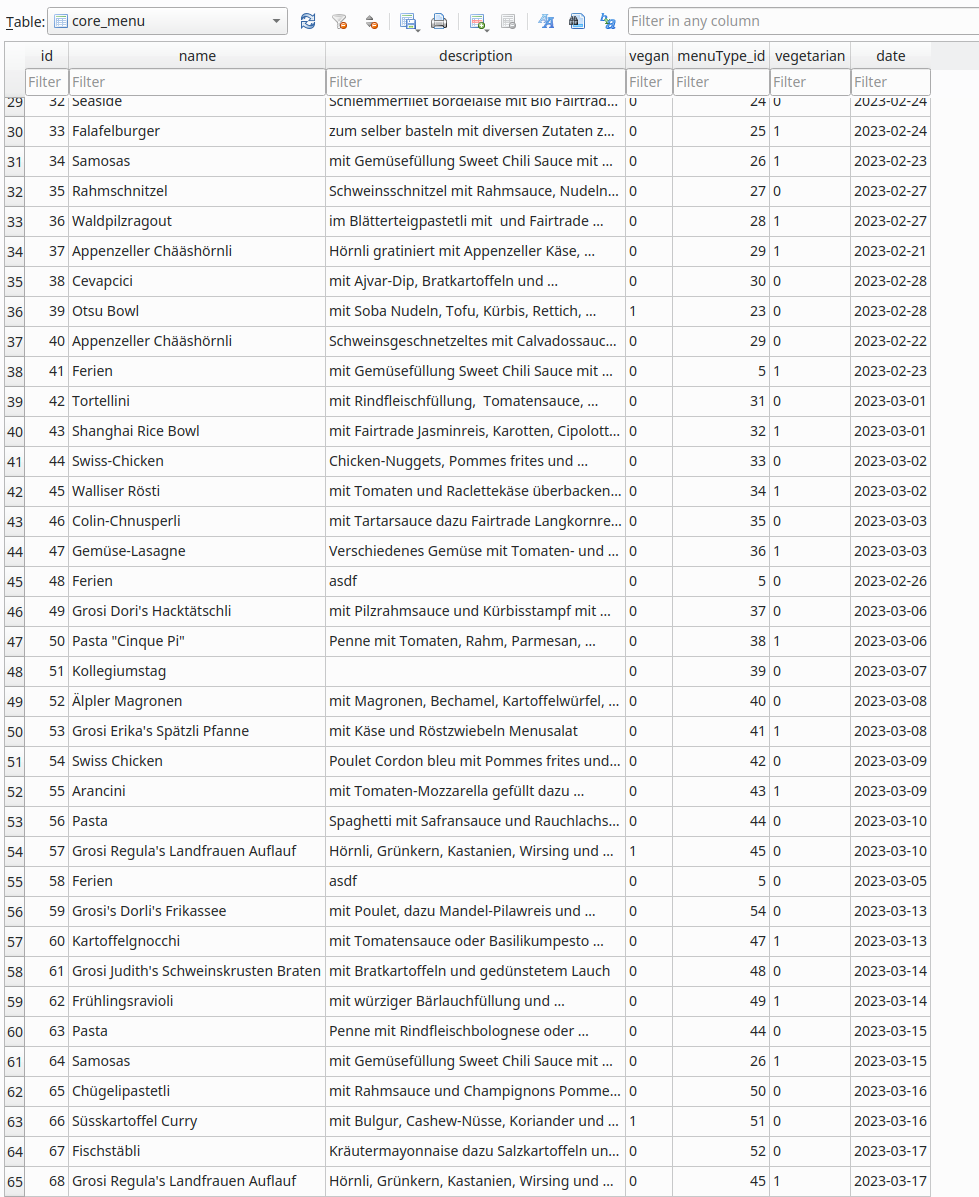 Table: core_menu Filter in any column
id name description vegan menuType_id vegetarian date
Filter Filter Filter Filter Filter Filter Filter
29 32 Seaside Schlemmerfilet Bordelaise mit Bio Fairtrad... 0 24 0 2023-02-24
30 33 Falafelburger zum selber basteln mit diversen Zutaten z... 0 25 1 2023-02-24
31 34 Samosas mit Gemüsefüllung Sweet Chili Sauce mit ... 0 26 1 2023-02-23
32 35 Rahmschnitzel Schweinsschnitzel mit Rahmsauce, Nudeln... 0 27 0 2023-02-27
33 36 Waldpilzragout im Blätterteigpastetli mit  und Fairtrade ... 0 28 1 2023-02-27
34 37 Appenzeller Chääshörnli Hörnli gratiniert mit Appenzeller Käse, ... 0 29 1 2023-02-21
35 38 Cevapcici mit Ajvar-Dip, Bratkartoffeln und ... 0 30 0 2023-02-28
36 39 Otsu Bowl mit Soba Nudeln, Tofu, Kürbis, Rettich, ... 1 23 0 2023-02-28
37 40 Appenzeller Chääshörnli Schweinsgeschnetzeltes mit Calvadossauc... 0 29 0 2023-02-22
38 41 Ferien mit Gemüsefüllung Sweet Chili Sauce mit ... 0 5 1 2023-02-23
39 42 Tortellini mit Rindfleischfüllung,  Tomatensauce, ... 0 31 0 2023-03-01
40 43 Shanghai Rice Bowl mit Fairtrade Jasminreis, Karotten, Cipolott... 0 32 1 2023-03-01
41 44 Swiss-Chicken Chicken-Nuggets, Pommes frites und ... 0 33 0 2023-03-02
42 45 Walliser Rösti mit Tomaten und Raclettekäse überbacken... 0 34 1 2023-03-02
43 46 Colin-Chnusperli mit Tartarsauce dazu Fairtrade Langkornre... 0 35 0 2023-03-03
44 47 Gemüse-Lasagne Verschiedenes Gemüse mit Tomaten- und ... 0 36 1 2023-03-03
45 48 Ferien asdf 0 5 0 2023-02-26
46 49 Grosi Dori's Hacktätschli mit Pilzrahmsauce und Kürbisstampf mit ... 0 37 0 2023-03-06
47 50 Pasta "Cinque Pi" Penne mit Tomaten, Rahm, Parmesan, ... 0 38 1 2023-03-06
48 51 Kollegiumstag 0 39 0 2023-03-07
49 52 Älpler Magronen mit Magronen, Bechamel, Kartoffelwürfel, ... 0 40 0 2023-03-08
50 53 Grosi Erika's Spätzli Pfanne mit Käse und Röstzwiebeln Menusalat 0 41 1 2023-03-08
51 54 Swiss Chicken Poulet Cordon bleu mit Pommes frites und... 0 42 0 2023-03-09
52 55 Arancini mit Tomaten-Mozzarella gefüllt dazu ... 0 43 1 2023-03-09
53 56 Pasta Spaghetti mit Safransauce und Rauchlachs... 0 44 0 2023-03-10
54 57 Grosi Regula's Landfrauen Auflauf Hörnli, Grünkern, Kastanien, Wirsing und ... 1 45 0 2023-03-10
55 58 Ferien asdf 0 5 0 2023-03-05
56 59 Grosi's Dorli's Frikassee mit Poulet, dazu Mandel-Pilawreis und ... 0 54 0 2023-03-13
57 60 Kartoffelgnocchi mit Tomatensauce oder Basilikumpesto ... 0 47 1 2023-03-13
58 61 Grosi Judith's Schweinskrusten Braten mit Bratkartoffeln und gedünstetem Lauch 0 48 0 2023-03-14
59 62 Frühlingsravioli mit würziger Bärlauchfüllung und ... 0 49 1 2023-03-14
60 63 Pasta Penne mit Rindfleischbolognese oder ... 0 44 0 2023-03-15
61 64 Samosas mit Gemüsefüllung Sweet Chili Sauce mit ... 0 26 1 2023-03-15
62 65 Chügelipastetli mit Rahmsauce und Champignons Pomme... 0 50 0 2023-03-16
63 66 Süsskartoffel Curry mit Bulgur, Cashew-Nüsse, Koriander und ... 1 51 0 2023-03-16
64 67 Fischstäbli Kräutermayonnaise dazu Salzkartoffeln un... 0 52 0 2023-03-17
65 68 Grosi Regula's Landfrauen Auflauf Hörnli, Grünkern, Kastanien, Wirsing und ... 0 45 1 2023-03-17